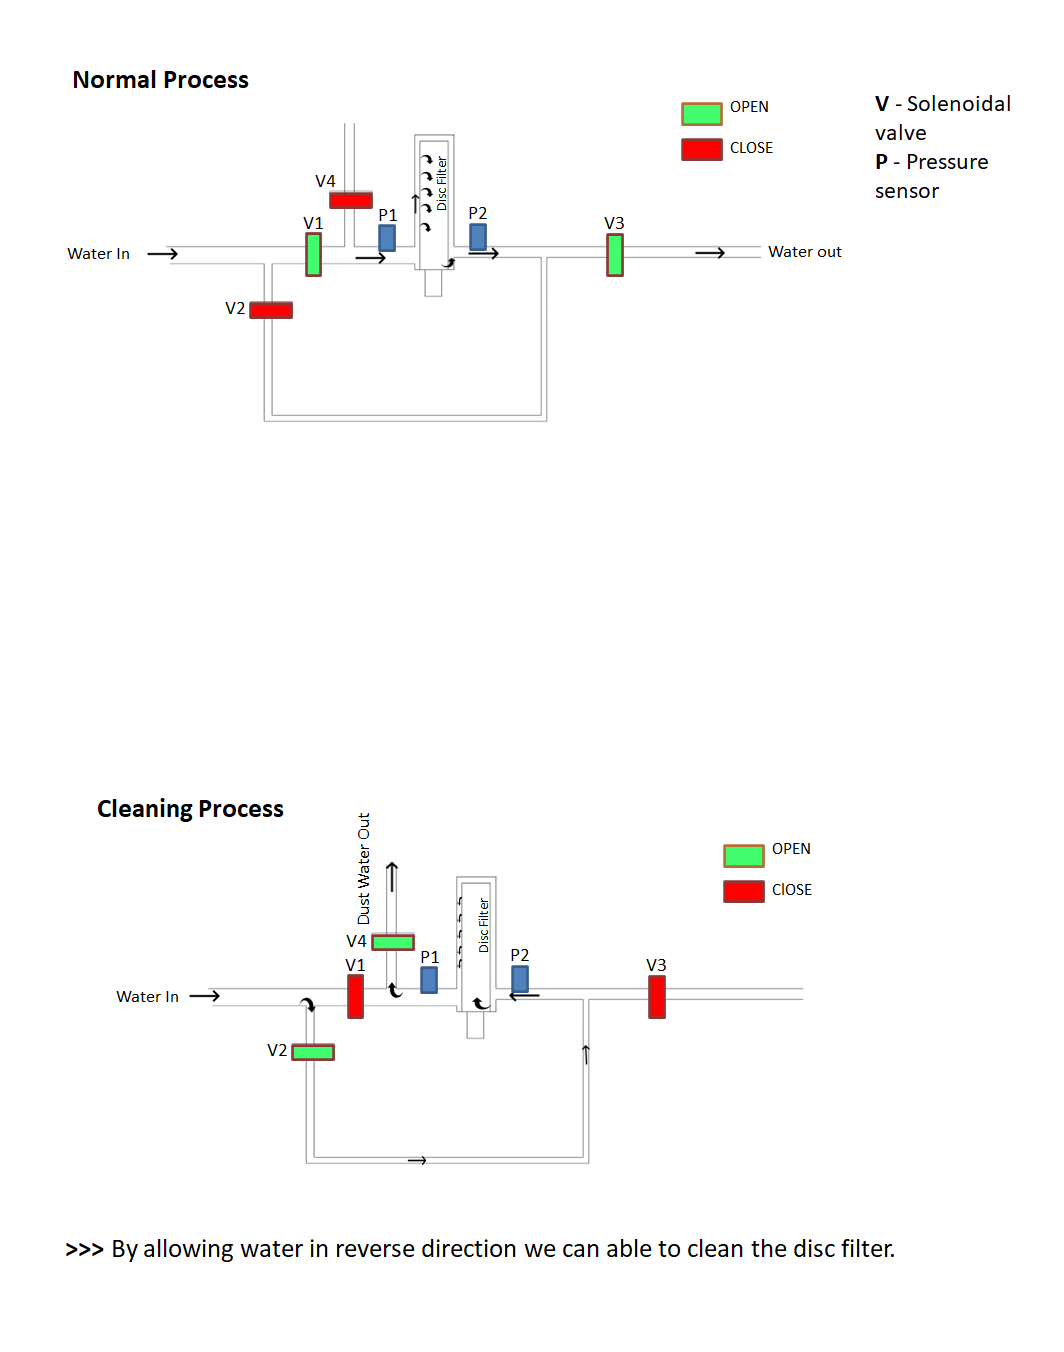 Normal Process
OPEN
CLOSE
V - Solenoidal
valve
P - Pressure
sensor
V4
V1
P1
Disc Filter
P2
V3
Water In
Water out
V2
Cleaning Process
Dust Water Out
OPEN
ClOSE
V4
V1
P1
Disc Filter
P2
V3
Water In
V2
>>> By allowing water in reverse direction we can able to clean the disc filter.